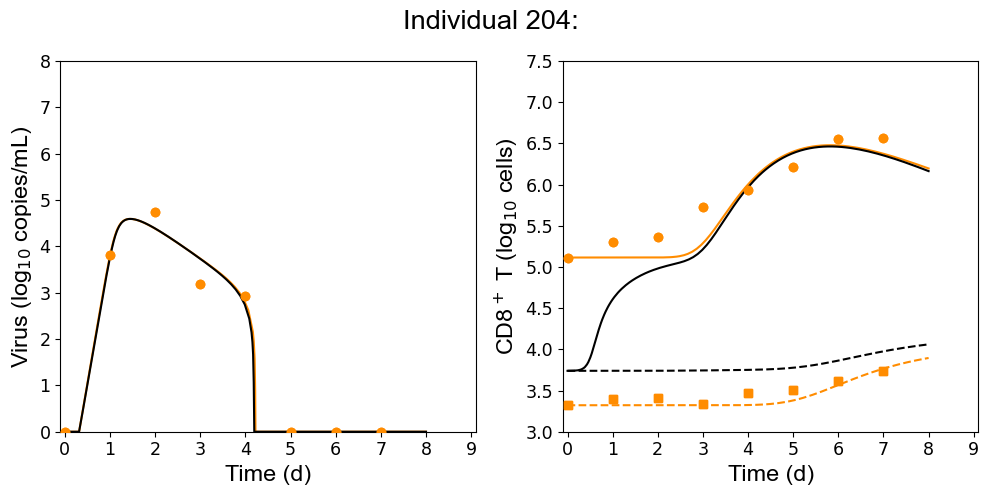 Individual 204:
Virus (log₁₀ copies/mL)
8
7
6
5
4
3
2
1
0
0 1 2 3 4 5 6 7 8 9
Time (d)
CD8⁺ T (log₁₀ cells)
7.5
7.0
6.5
6.0
5.5
5.0
4.5
4.0
3.5
3.0
0 1 2 3 4 5 6 7 8 9
Time (d)